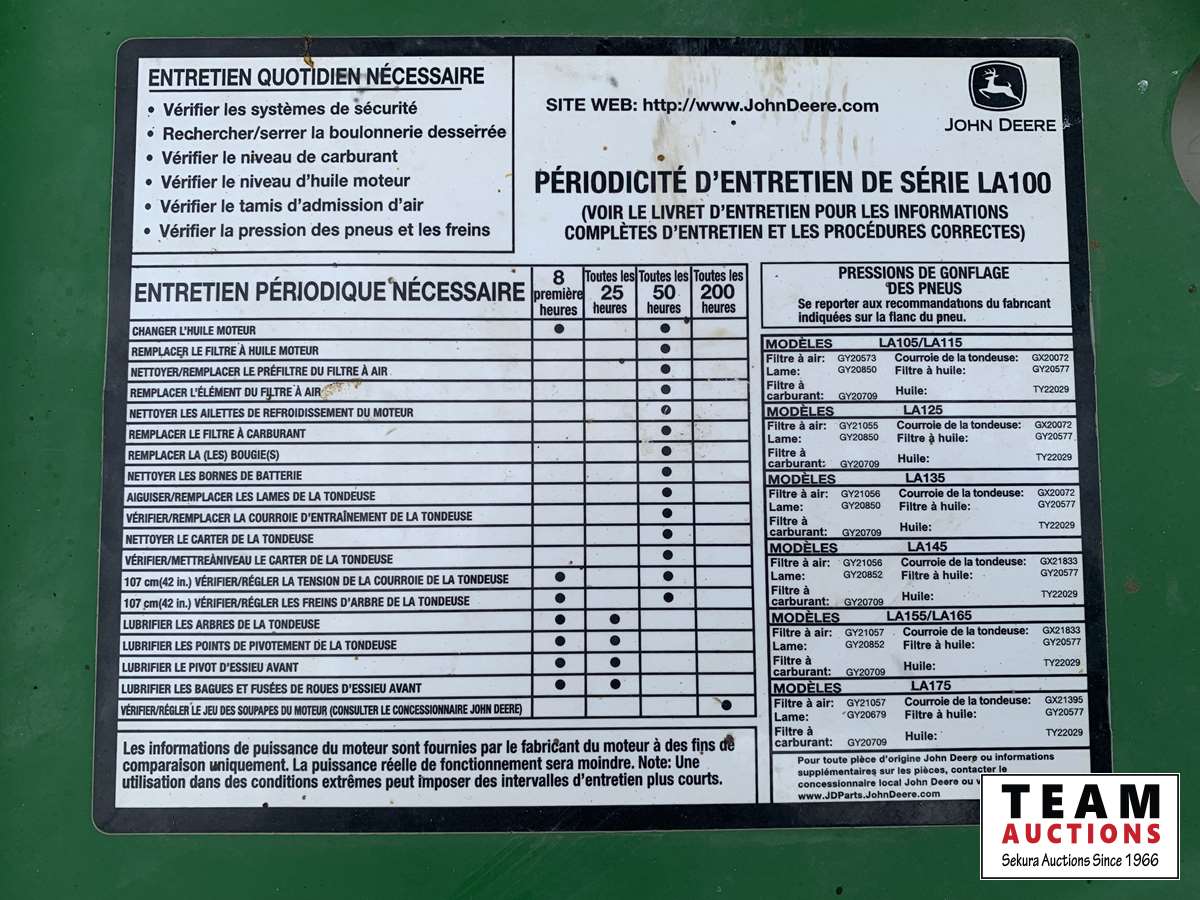 ENTRETIEN QUOTIDIEN NÉCESSAIRE
• Vérifier les systèmes de sécurité
• Rechercher/serrer la boulonnerie desserrée
• Vérifier le niveau de carburant
• Vérifier le niveau d'huile moteur
• Vérifier le tamis d'admission d'air
• Vérifier la pression des pneus et les freins
SITE WEB: http://www.JohnDeere.com
JOHN DEERE
PÉRIODICITÉ D'ENTRETIEN DE SÉRIE LA100
(VOIR LE LIVRET D'ENTRETIEN POUR LES INFORMATIONS
COMPLÈTES D'ENTRETIEN ET LES PROCÉDURES CORRECTES)
ENTRETIEN PÉRIODIQUE NÉCESSAIRE
8 première heures
Toutes les 25 heures
Toutes les 50 heures
Toutes les 200 heures
CHANGER L'HUILE MOTEUR • •
REMPLACER LE FILTRE À HUILE MOTEUR •
NETTOYER/REMPLACER LE PRÉFILTRE DU FILTRE À AIR •
REMPLACER L'ÉLÉMENT DU FILTRE À AIR •
NETTOYER LES AILETTES DE REFROIDISSEMENT DU MOTEUR •
REMPLACER LE FILTRE À CARBURANT •
REMPLACER LA (LES) BOUGIE(S) •
NETTOYER LES BORNES DE BATTERIE •
AIGUISER/REMPLACER LES LAMES DE LA TONDEUSE •
VÉRIFIER/REMPLACER LA COURROIE D'ENTRAÎNEMENT DE LA TONDEUSE •
NETTOYER LE CARTER DE LA TONDEUSE •
VÉRIFIER/METTREÀNIVEAU LE CARTER DE LA TONDEUSE •
107 cm(42 in.) VÉRIFIER/RÉGLER LA TENSION DE LA COURROIE DE LA TONDEUSE • •
107 cm(42 in.) VÉRIFIER/RÉGLER LES FREINS D'ARBRE DE LA TONDEUSE • •
LUBRIFIER LES ARBRES DE LA TONDEUSE • •
LUBRIFIER LES POINTS DE PIVOTEMENT DE LA TONDEUSE • •
LUBRIFIER LE PIVOT D'ESSIEU AVANT • •
LUBRIFIER LES BAGUES ET FUSÉES DE ROUES D'ESSIEU AVANT • •
VÉRIFIER/RÉGLER LE JEU DES SOUPAPES DU MOTEUR (CONSULTER LE CONCESSIONNAIRE JOHN DEERE) •
Les informations de puissance du moteur sont fournies par le fabricant du moteur à des fins de
comparaison uniquement. La puissance réelle de fonctionnement sera moindre. Note: Une
utilisation dans des conditions extrêmes peut imposer des intervalles d'entretien plus courts.
PRESSIONS DE GONFLAGE
DES PNEUS
Se reporter aux recommandations du fabricant
indiquées sur la flanc du pneu.
MODÈLES LA105/LA115
Filtre à air: GY20573 Courroie de la tondeuse: GX20072
Lame: GY20850 Filtre à huile: GY20577
Filtre à
carburant: GY20709 Huile: TY22029
MODÈLES LA125
Filtre à air: GY21055 Courroie de la tondeuse: GX20072
Lame: GY20850 Filtre à huile: GY20577
Filtre à
carburant: GY20709 Huile: TY22029
MODÈLES LA135
Filtre à air: GY21056 Courroie de la tondeuse: GX20072
Lame: GY20850 Filtre à huile: GY20577
Filtre à
carburant: GY20709 Huile: TY22029
MODÈLES LA145
Filtre à air: GY21056 Courroie de la tondeuse: GX21833
Lame: GY20852 Filtre à huile: GY20577
Filtre à
carburant: GY20709 Huile: TY22029
MODÈLES LA155/LA165
Filtre à air: GY21057 Courroie de la tondeuse: GX21833
Lame: GY20852 Filtre à huile: GY20577
Filtre à
carburant: GY20709 Huile: TY22029
MODÈLES LA175
Filtre à air: GY21057 Courroie de la tondeuse: GX21395
Lame: GY20679 Filtre à huile: GY20577
Filtre à
carburant: GY20709 Huile: TY22029
Pour toute pièce d'origine John Deere ou informations
supplémentaires sur les pièces, contacter le
concessionnaire local John Deere ou
www.JDParts.JohnDeere.com
TEAM
AUCTIONS
Sekura Auctions Since 1966